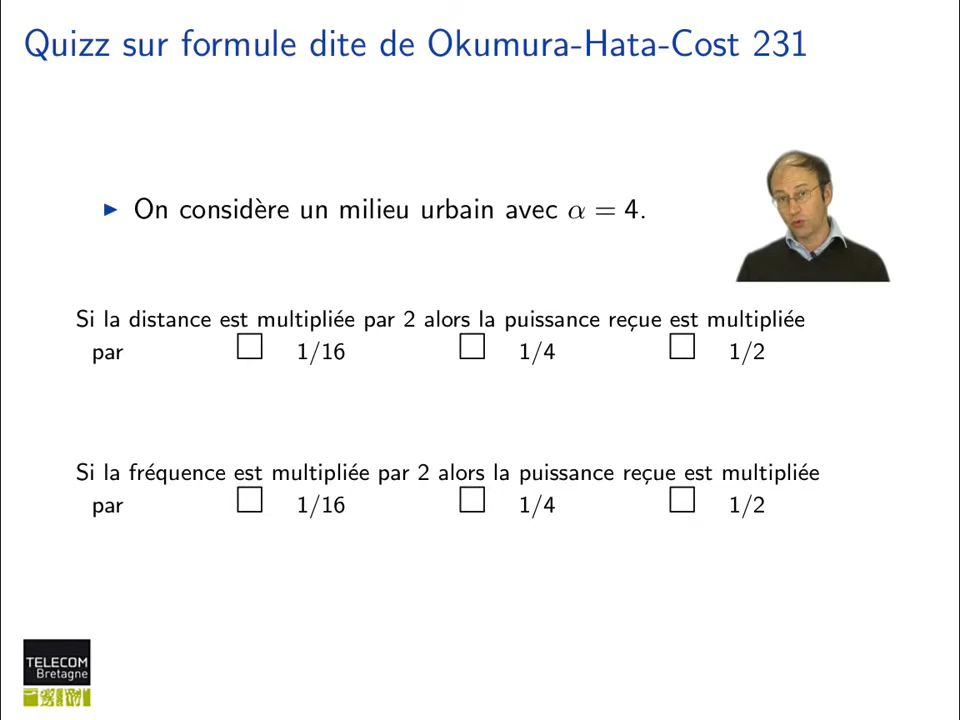 Quizz sur formule dite de Okumura-Hata-Cost 231
On considère un milieu urbain avec α = 4.
Si la distance est multipliée par 2 alors la puissance reçue est multipliée
par 1/16 1/4 1/2
Si la fréquence est multipliée par 2 alors la puissance reçue est multipliée
par 1/16 1/4 1/2
TELECOM
Bretagne